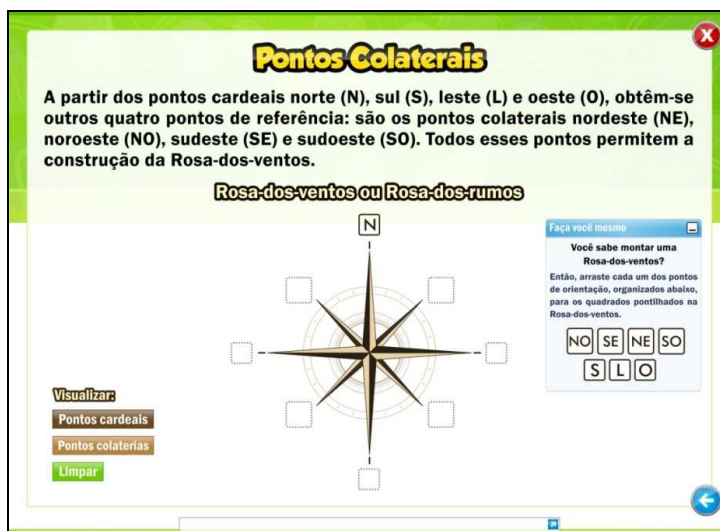 Pontos Colaterais
X
A partir dos pontos cardeais norte (N), sul (S), leste (L) e oeste (O), obtêm-se
outros quatro pontos de referência: são os pontos colaterais nordeste (NE),
noroeste (NO), sudeste (SE) e sudoeste (SO). Todos esses pontos permitem a
construção da Rosa-dos-ventos.
Rosa-dos-ventos ou Rosa-dos-rumos
N
Faça você mesmo
Você sabe montar uma
Rosa-dos-ventos?
Então, arraste cada um dos pontos
de orientação, organizados abaixo,
para os quadrados pontilhados na
Rosa-dos-ventos.
NO SE NE SO
S L O
Visualizar:
Pontos cardeais
Pontos colaterias
Limpar